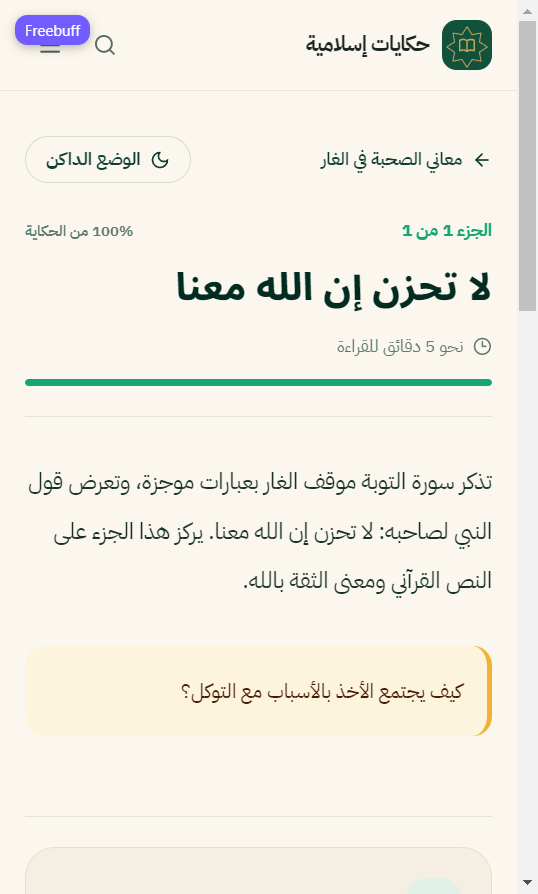 حكايات إسلامية
Freebuff
معاني الصحبة في الغار
الوضع الداكن
الجزء 1 من 1
100% من الحكاية
لا تحزن إن الله معنا
نحو 5 دقائق للقراءة
تذكر سورة التوبة موقف الغار بعبارات موجزة، وتعرض قول
النبي لصاحبه: لا تحزن إن الله معنا. يركز هذا الجزء على
النص القرآني ومعنى الثقة بالله.
كيف يجتمع الأخذ بالأسباب مع التوكل؟